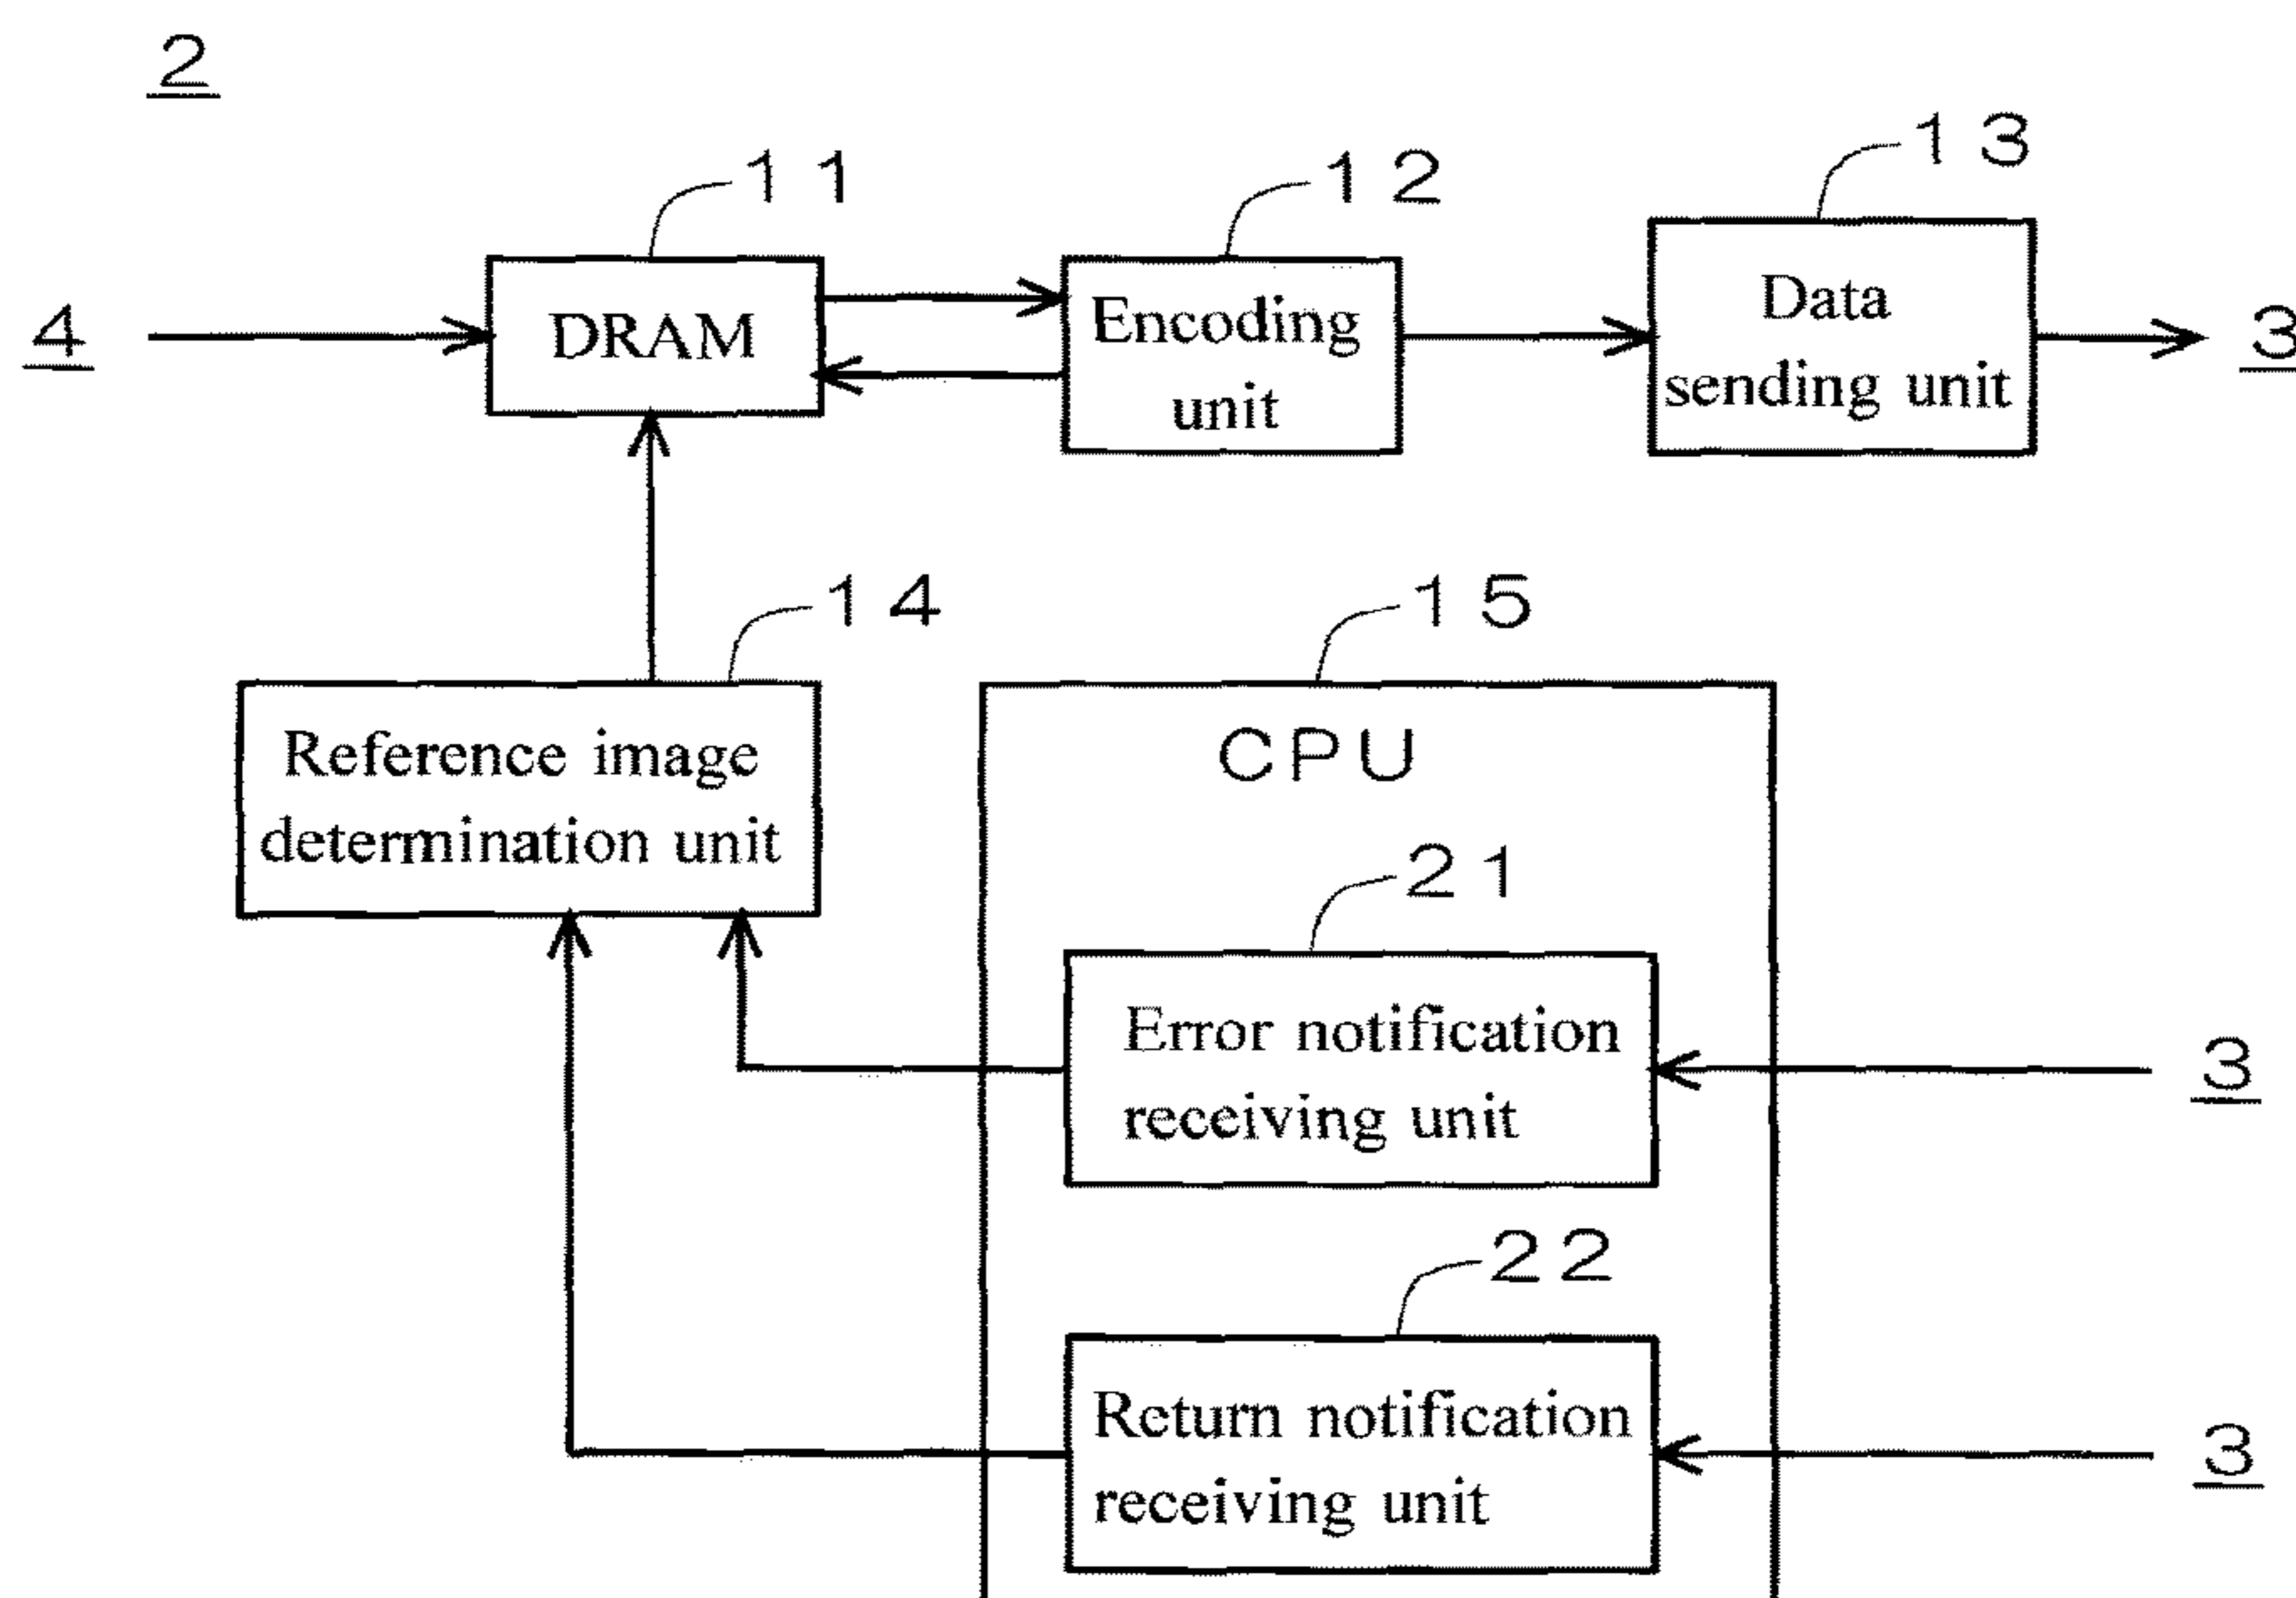 2
11
12
13
4
DRAM
Encoding
unit
Data
sending unit
3
14
15
Reference image
determination unit
CPU
21
Error notification
receiving unit
3
22
Return notification
receiving unit
3